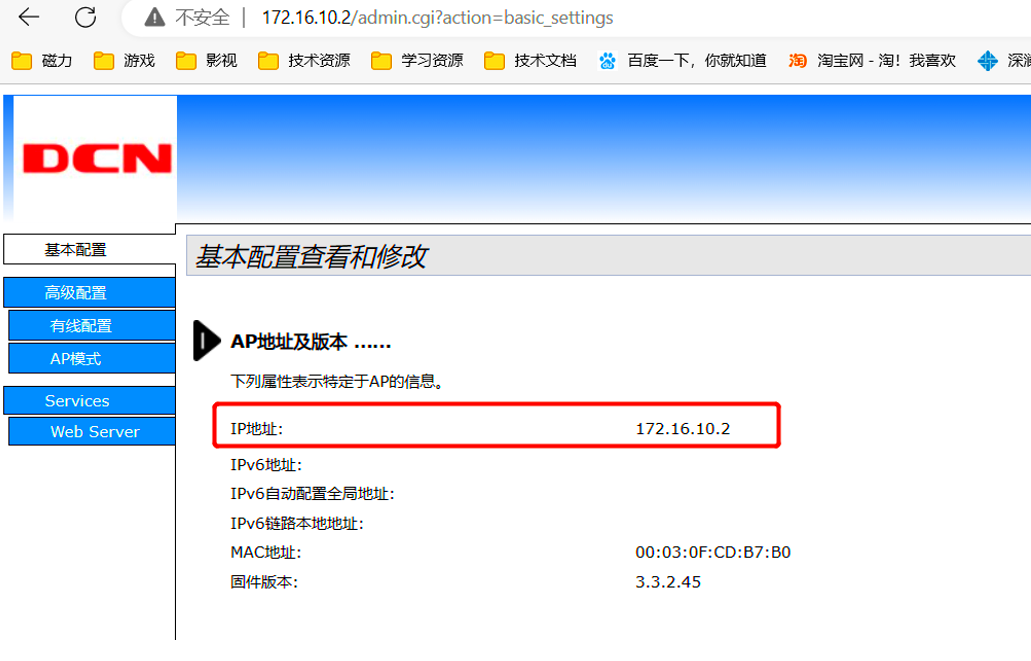 不安全 | 172.16.10.2/admin.cgi?action=basic_settings
磁力 游戏 影视 技术资源 学习资源 技术文档 百度一下，你就知道 淘 淘宝网 - 淘！我喜欢 深澜
DCN
基本配置
基本配置查看和修改
高级配置
有线配置
AP模式
Services
Web Server
AP地址及版本 ......
下列属性表示特定于AP的信息。
IP地址: 172.16.10.2
IPv6地址:
IPv6自动配置全局地址:
IPv6链路本地地址:
MAC地址: 00:03:0F:CD:B7:B0
固件版本: 3.3.2.45